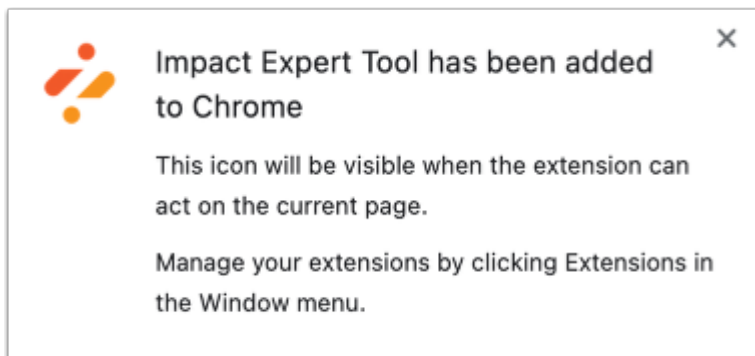 Impact Expert Tool has been added
to Chrome
This icon will be visible when the extension can
act on the current page.
Manage your extensions by clicking Extensions in
the Window menu.